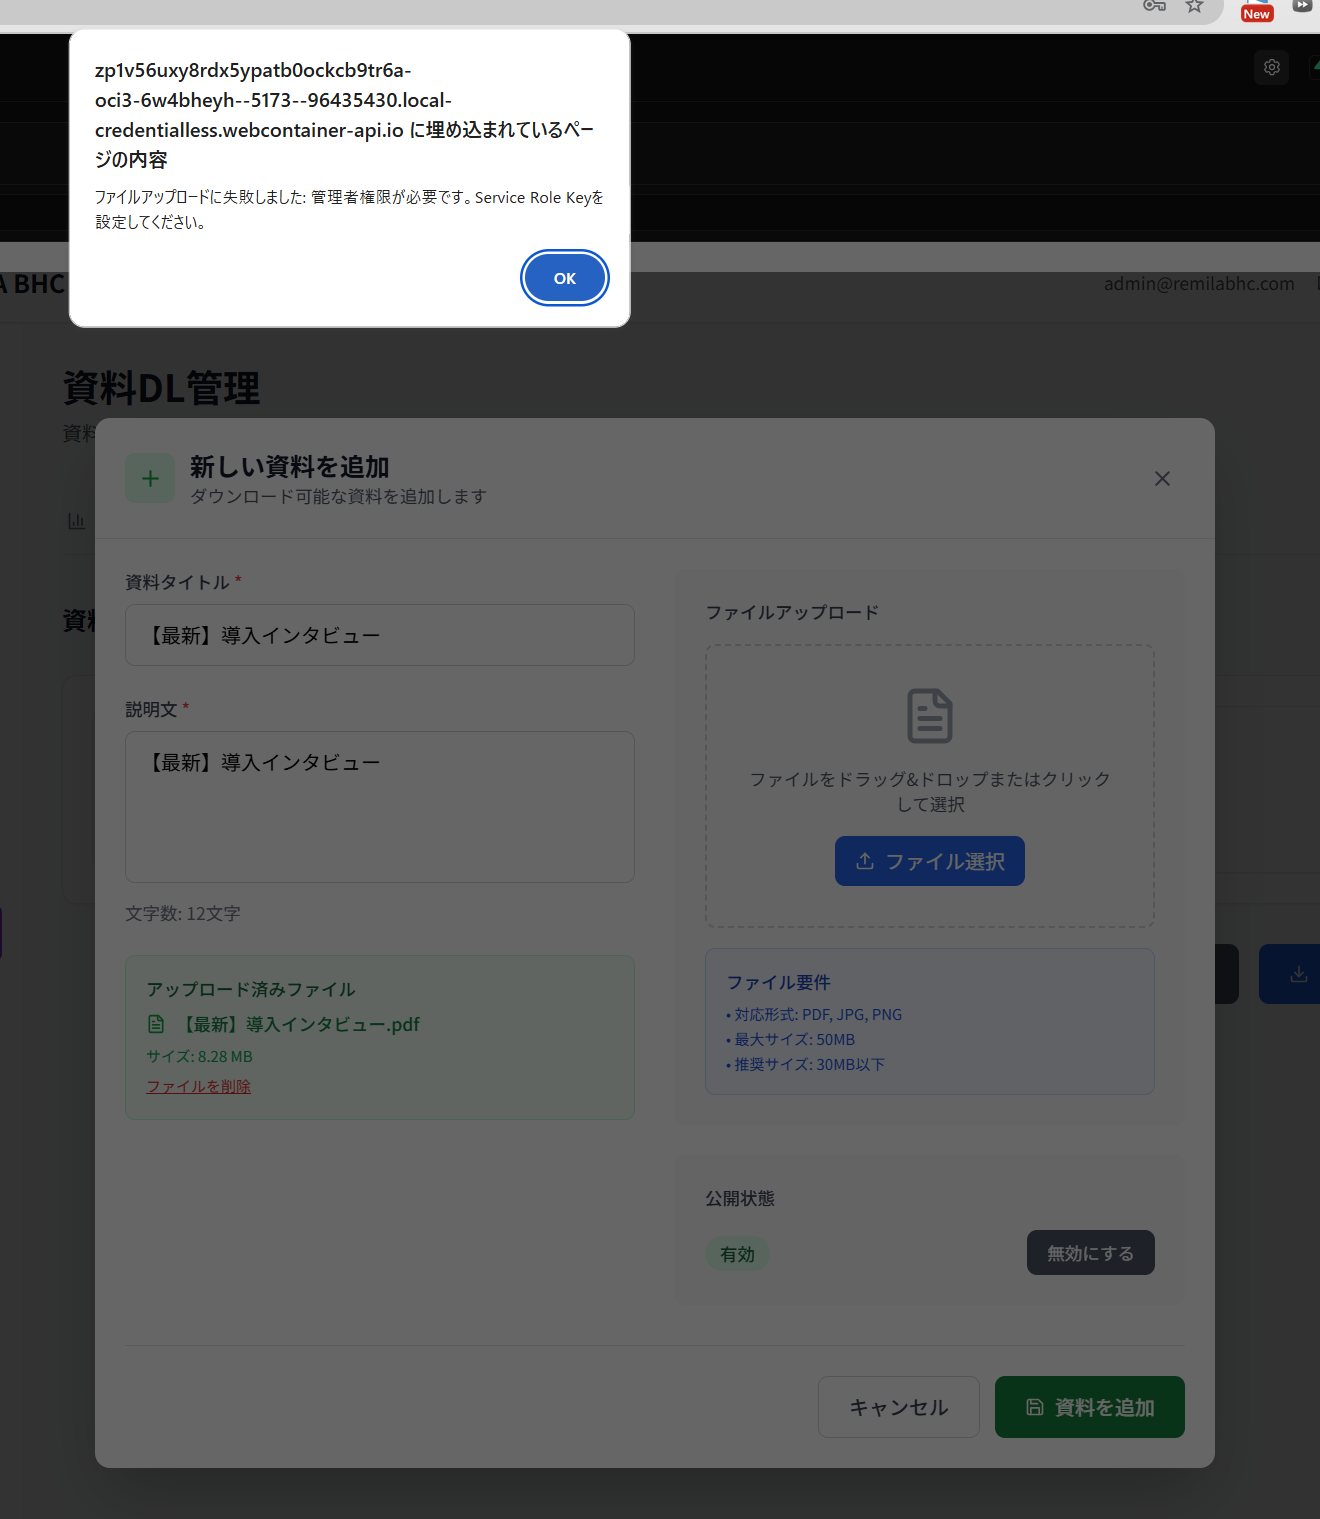 New
zp1v56uxy8rdx5ypatb0ockcb9tr6a-
oci3-6w4bheyh--5173--96435430.local-
credentialless.webcontainer-api.io に埋め込まれているペー
ジの内容
ファイルアップロードに失敗しました: 管理者権限が必要です。Service Role Keyを
設定してください。
OK
A BHC
admin@remilabhc.com
資料DL管理
資料
新しい資料を追加
ダウンロード可能な資料を追加します
資料
資料タイトル *
【最新】導入インタビュー
説明文 *
【最新】導入インタビュー
文字数: 12文字
アップロード済みファイル
【最新】導入インタビュー.pdf
サイズ: 8.28 MB
ファイルを削除
ファイルアップロード
ファイルをドラッグ&ドロップまたはクリック
して選択
ファイル選択
ファイル要件
• 対応形式: PDF, JPG, PNG
• 最大サイズ: 50MB
• 推奨サイズ: 30MB以下
公開状態
有効
無効にする
キャンセル
資料を追加